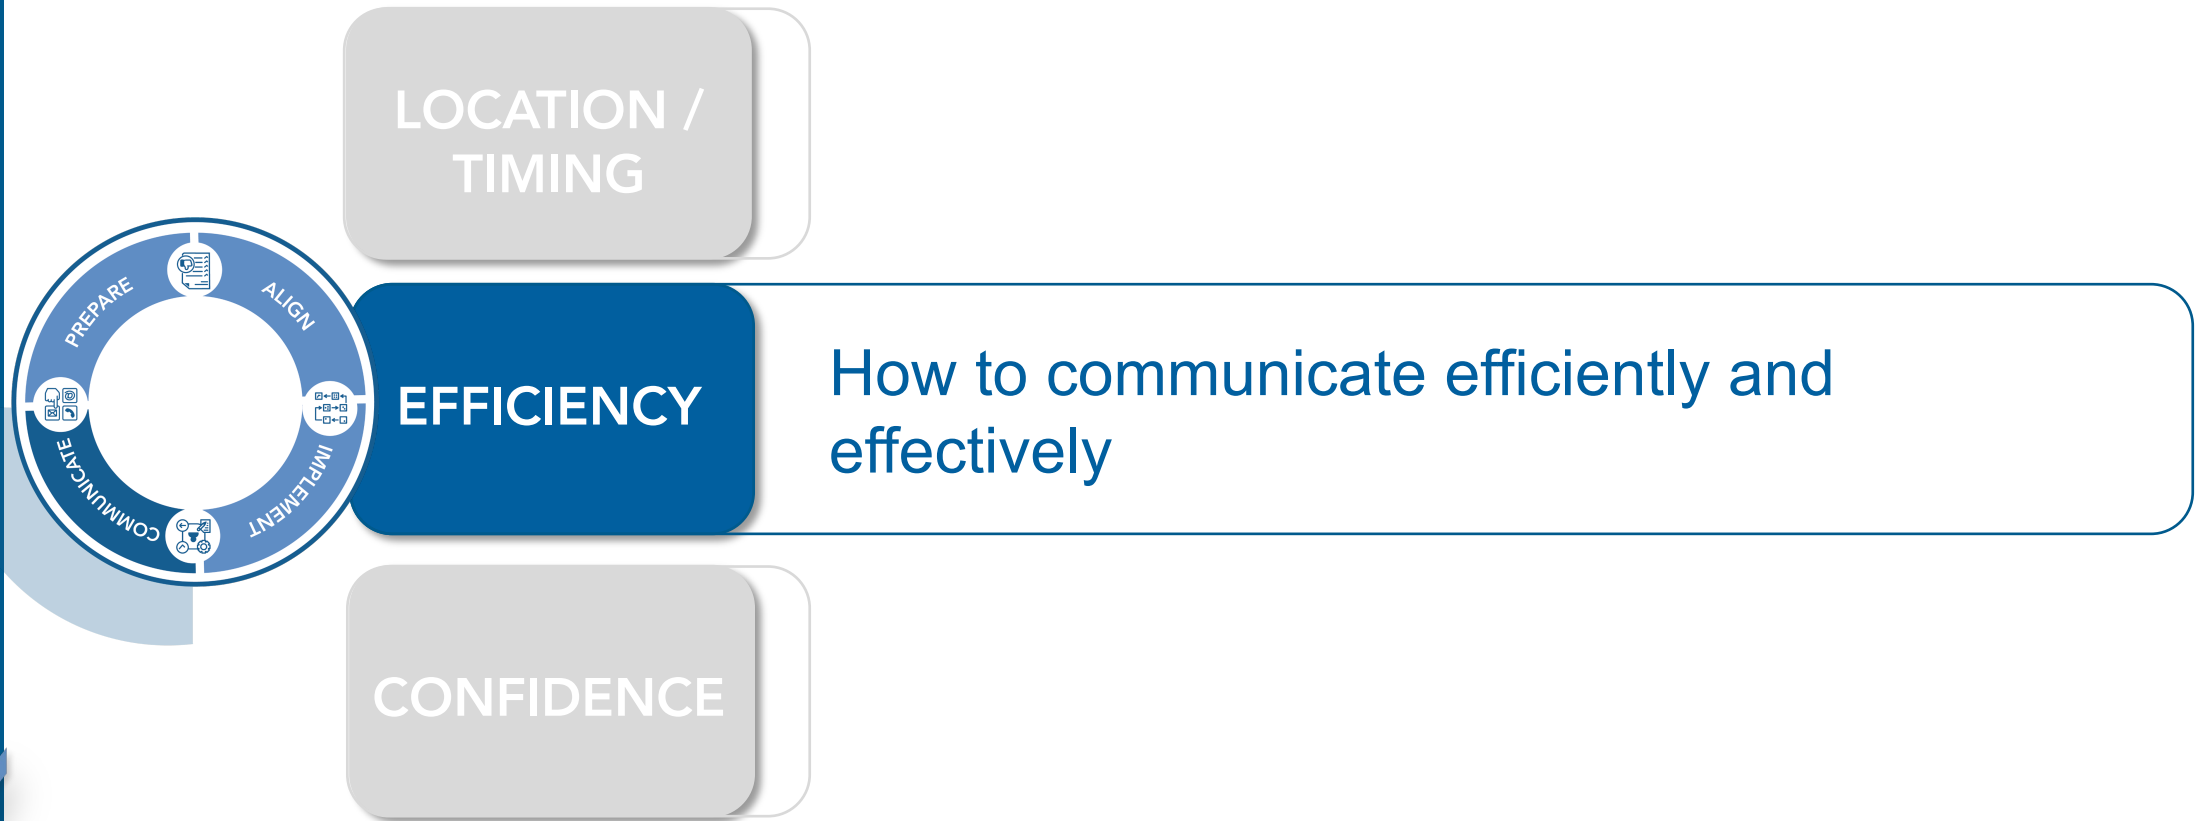 LOCATION /
TIMING
PREPARE
ALIGN
IMPLEMENT
COMMUNICATE
EFFICIENCY
How to communicate efficiently and
effectively
CONFIDENCE